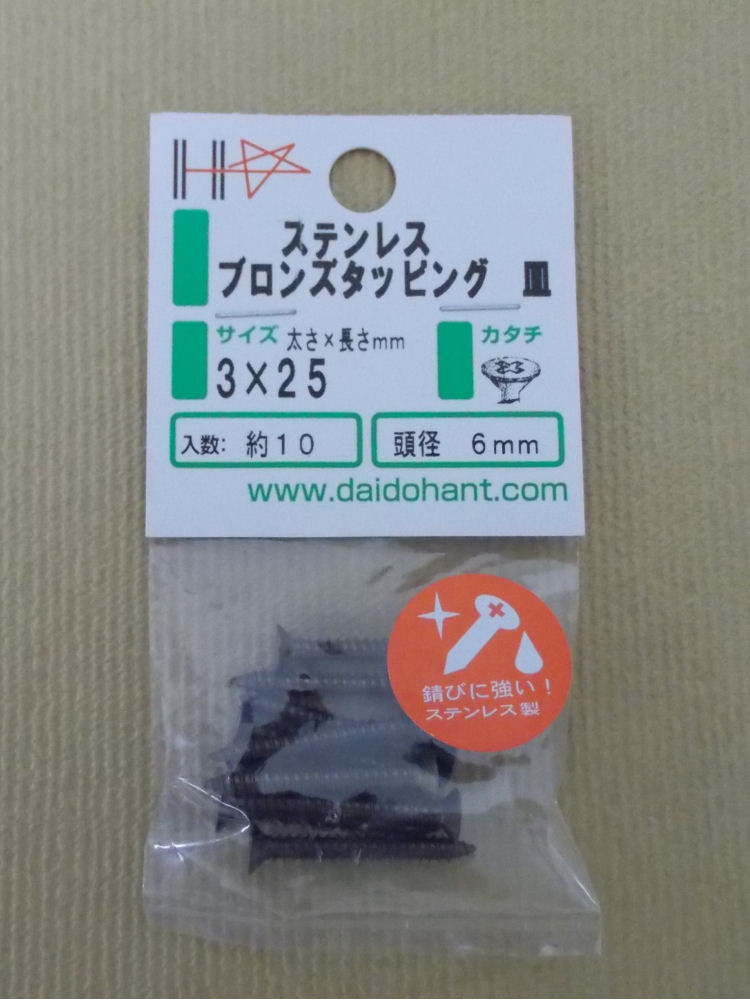 ステンレス
ブロンズタッピング 皿
サイズ 太さ×長さmm カタチ
3×25
入数: 約10 頭径 6mm
www.daidohant.com
錆びに強い!
ステンレス製